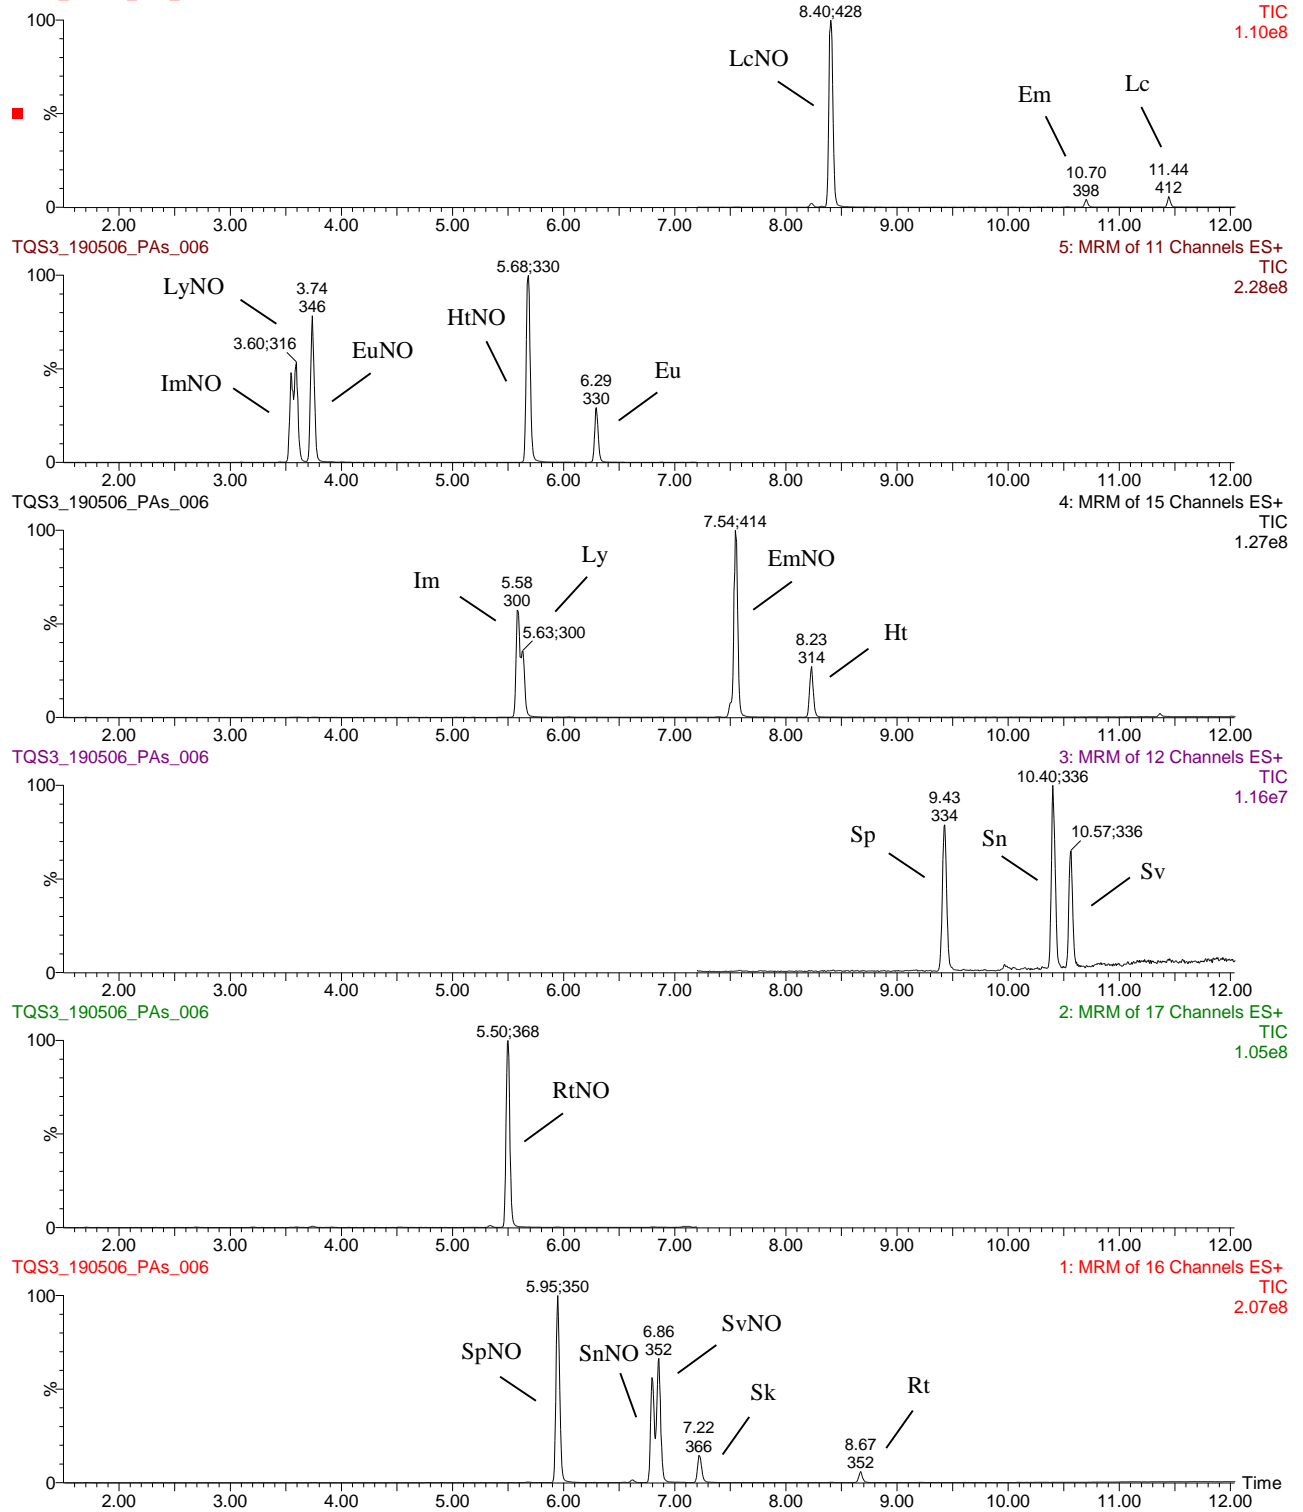 8.40;428
TIC
1.10e8
100
LcNO
Em
Lc
%
10.70
398
11.44
412
0
2.00 3.00 4.00 5.00 6.00 7.00 8.00 9.00 10.00 11.00 12.00
TQS3_190506_PAs_006
5: MRM of 11 Channels ES+
TIC
2.28e8
100
5.68;330
LyNO
3.74
346
HtNO
3.60;316
EuNO
%
ImNO
6.29
330
Eu
0
2.00 3.00 4.00 5.00 6.00 7.00 8.00 9.00 10.00 11.00 12.00
TQS3_190506_PAs_006
4: MRM of 15 Channels ES+
TIC
1.27e8
100
7.54;414
Im
5.58
300
Ly
EmNO
%
5.63;300
8.23
314
Ht
0
2.00 3.00 4.00 5.00 6.00 7.00 8.00 9.00 10.00 11.00 12.00
TQS3_190506_PAs_006
3: MRM of 12 Channels ES+
TIC
1.16e7
100
10.40;336
9.43
334
Sp
Sn
10.57;336
%
Sv
0
2.00 3.00 4.00 5.00 6.00 7.00 8.00 9.00 10.00 11.00 12.00
TQS3_190506_PAs_006
2: MRM of 17 Channels ES+
TIC
1.05e8
100
5.50;368
RtNO
%
0
2.00 3.00 4.00 5.00 6.00 7.00 8.00 9.00 10.00 11.00 12.00
TQS3_190506_PAs_006
1: MRM of 16 Channels ES+
TIC
2.07e8
100
5.95;350
SpNO
SnNO
6.86
352
SvNO
%
Sk
Rt
7.22
366
8.67
352
0
Time
2.00 3.00 4.00 5.00 6.00 7.00 8.00 9.00 10.00 11.00 12.00